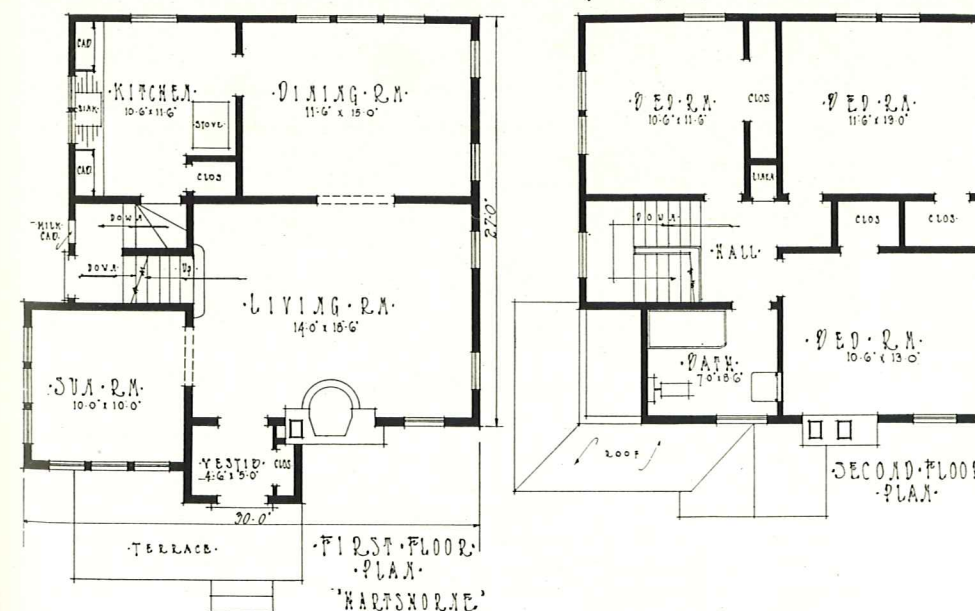 CAB.
·KITCHEN·
10'-6" x 11'-6"
·SINK·
·STOVE·
CAB.
CLOS
·DINING·RM·
11'-6" x 15'-0"
DOWN
·MILK·
CAB.
DOWN
Up
27'-0"
·LIVING·RM·
14'-0" x 18'-6"
·SUN·RM·
10'-0" x 10'-0"
·VESTIB·
4'-6" x 5'-0"
CLOS
30'-0"
·TERRACE·
·FIRST·FLOOR·
·PLAN·
"HARTSHORNE"
·BED·RM·
10'-6" x 11'-6"
CLOS
·BED·RM·
11'-6" x 13'-0"
LINEN
DOWN
·HALL·
CLOS
CLOS·
·BED·RM·
10'-6" x 13'-0"
·BATH·
7'-0" x 8'-6"
ROOF
·SECOND·FLOOR
·PLAN·